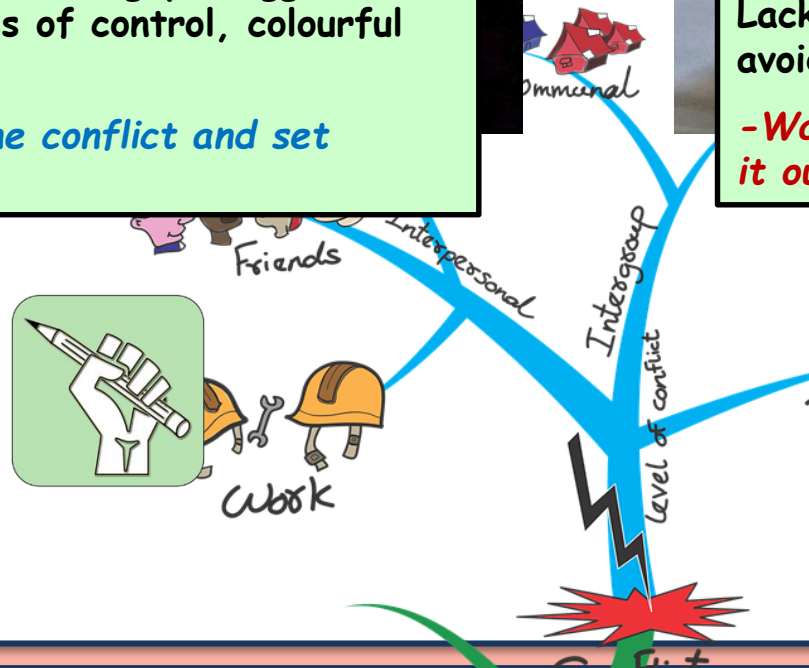 s of control, colourful
ne conflict and set
Lack
avoi
-Wo
it ou
ommunal
Friends
Interpersonal
Intergroup
Level of conflict
Work